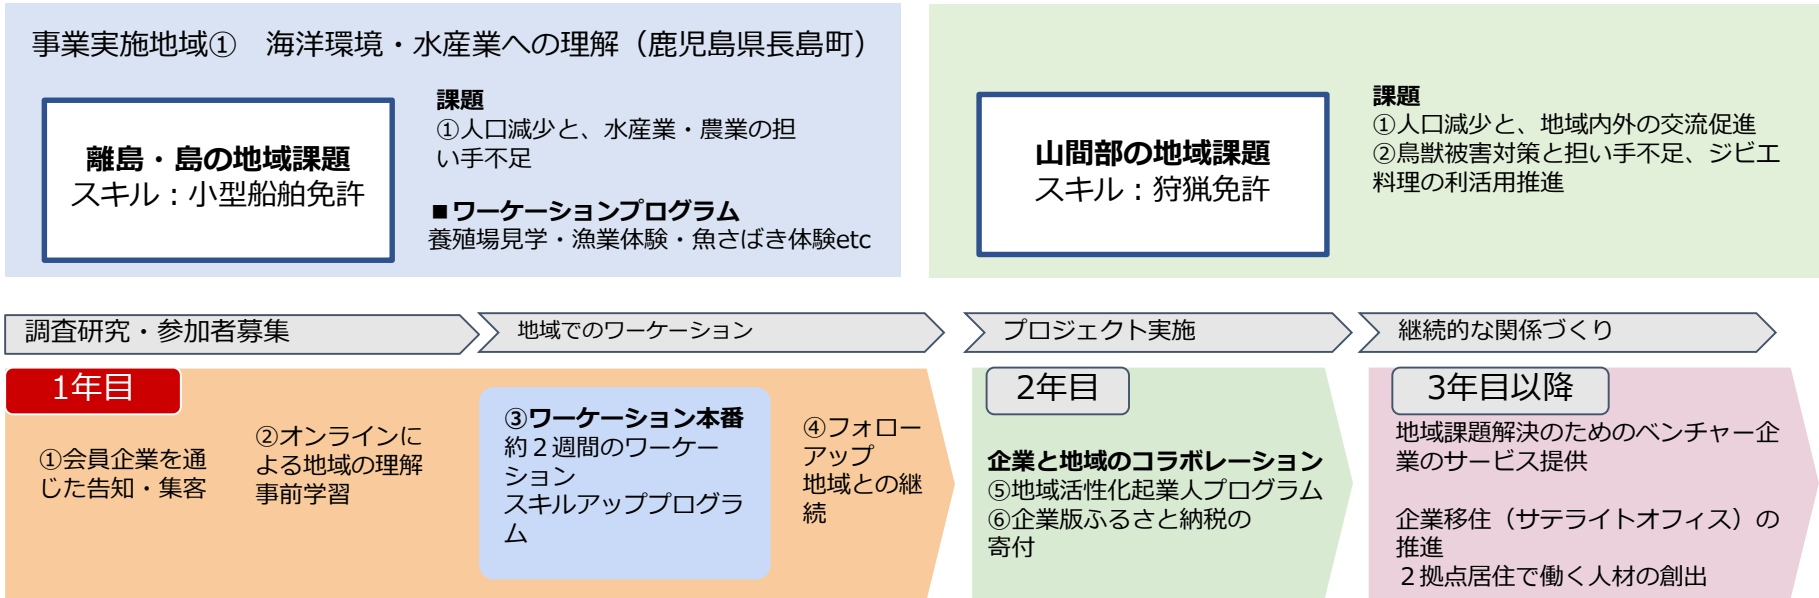 事業実施地域①　海洋環境・水産業への理解（鹿児島県長島町）
離島・島の地域課題
スキル：小型船舶免許
課題
①人口減少と、水産業・農業の担
い手不足
■ワーケーションプログラム
養殖場見学・漁業体験・魚さばき体験etc
山間部の地域課題
スキル：狩猟免許
課題
①人口減少と、地域内外の交流促進
②鳥獣被害対策と担い手不足、ジビエ
料理の利活用推進
調査研究・参加者募集
地域でのワーケーション
プロジェクト実施
継続的な関係づくり
1年目
①会員企業を通
じた告知・集客
②オンラインに
よる地域の理解
事前学習
③ワーケーション本番
約２週間のワーケー
ション
スキルアッププログラ
ム
④フォロー
アップ
地域との継
続
2年目
企業と地域のコラボレーション
⑤地域活性化起業人プログラム
⑥企業版ふるさと納税の
寄付
3年目以降
地域課題解決のためのベンチャー企
業のサービス提供
企業移住（サテライトオフィス）の
推進
２拠点居住で働く人材の創出